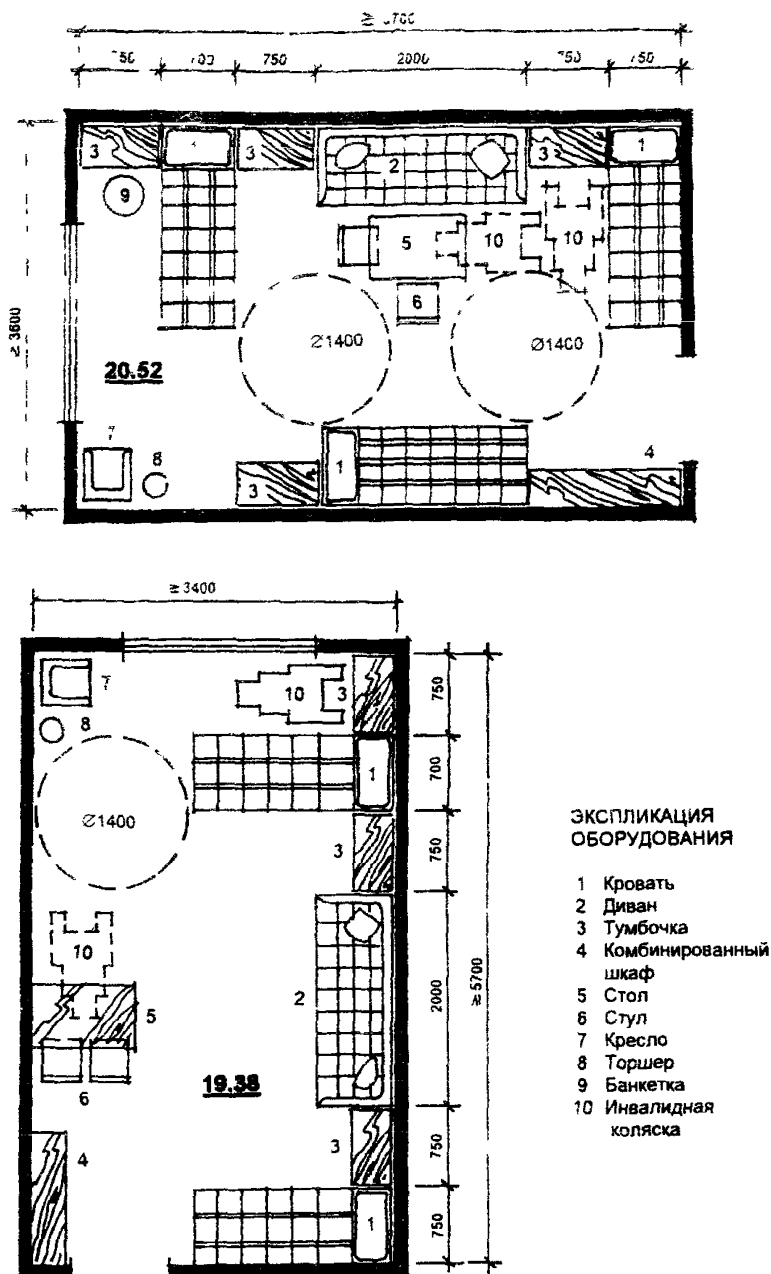 750 2000 750 750
3 1 3 2 3 1
9
5 10 10
6
≥ 3600
∅1400 ∅1400
20.52
7
8
4
3 1
≥ 3400
7 10 3 750
8
1 700
∅1400
3 750
10
5 2 2000 ≥ 5700
6
19.38
3 750
4
1 750
ЭКСПЛИКАЦИЯ
ОБОРУДОВАНИЯ
1 Кровать
2 Диван
3 Тумбочка
4 Комбинированный
шкаф
5 Стол
6 Стул
7 Кресло
8 Торшер
9 Банкетка
10 Инвалидная
коляска